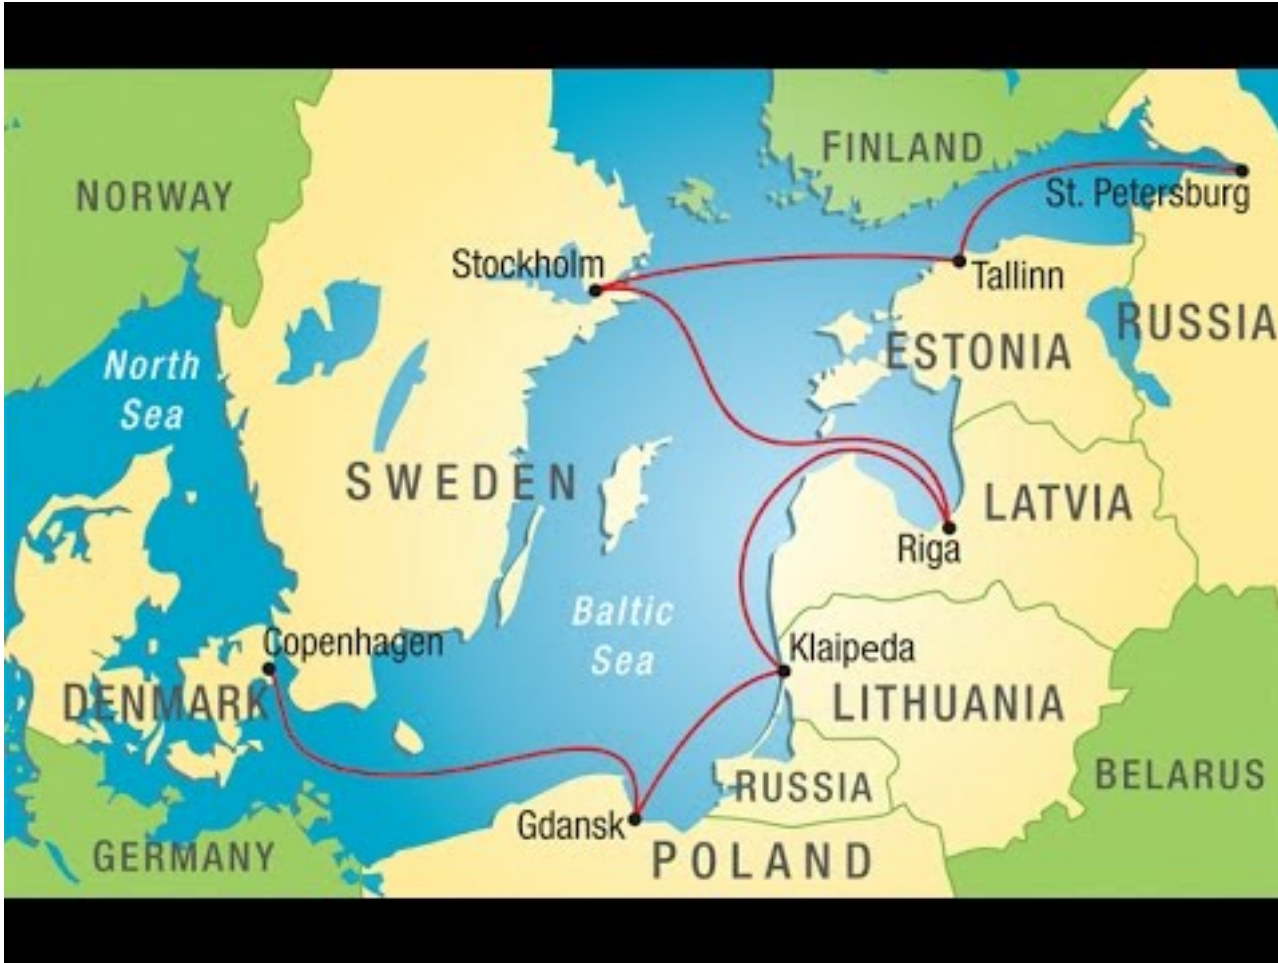 FINLAND
NORWAY
St. Petersburg
Stockholm
Tallinn
RUSSIA
North
Sea
ESTONIA
SWEDEN
LATVIA
Riga
Baltic
Sea
Copenhagen
Klaipeda
DENMARK
LITHUANIA
RUSSIA
BELARUS
Gdansk
GERMANY
POLAND